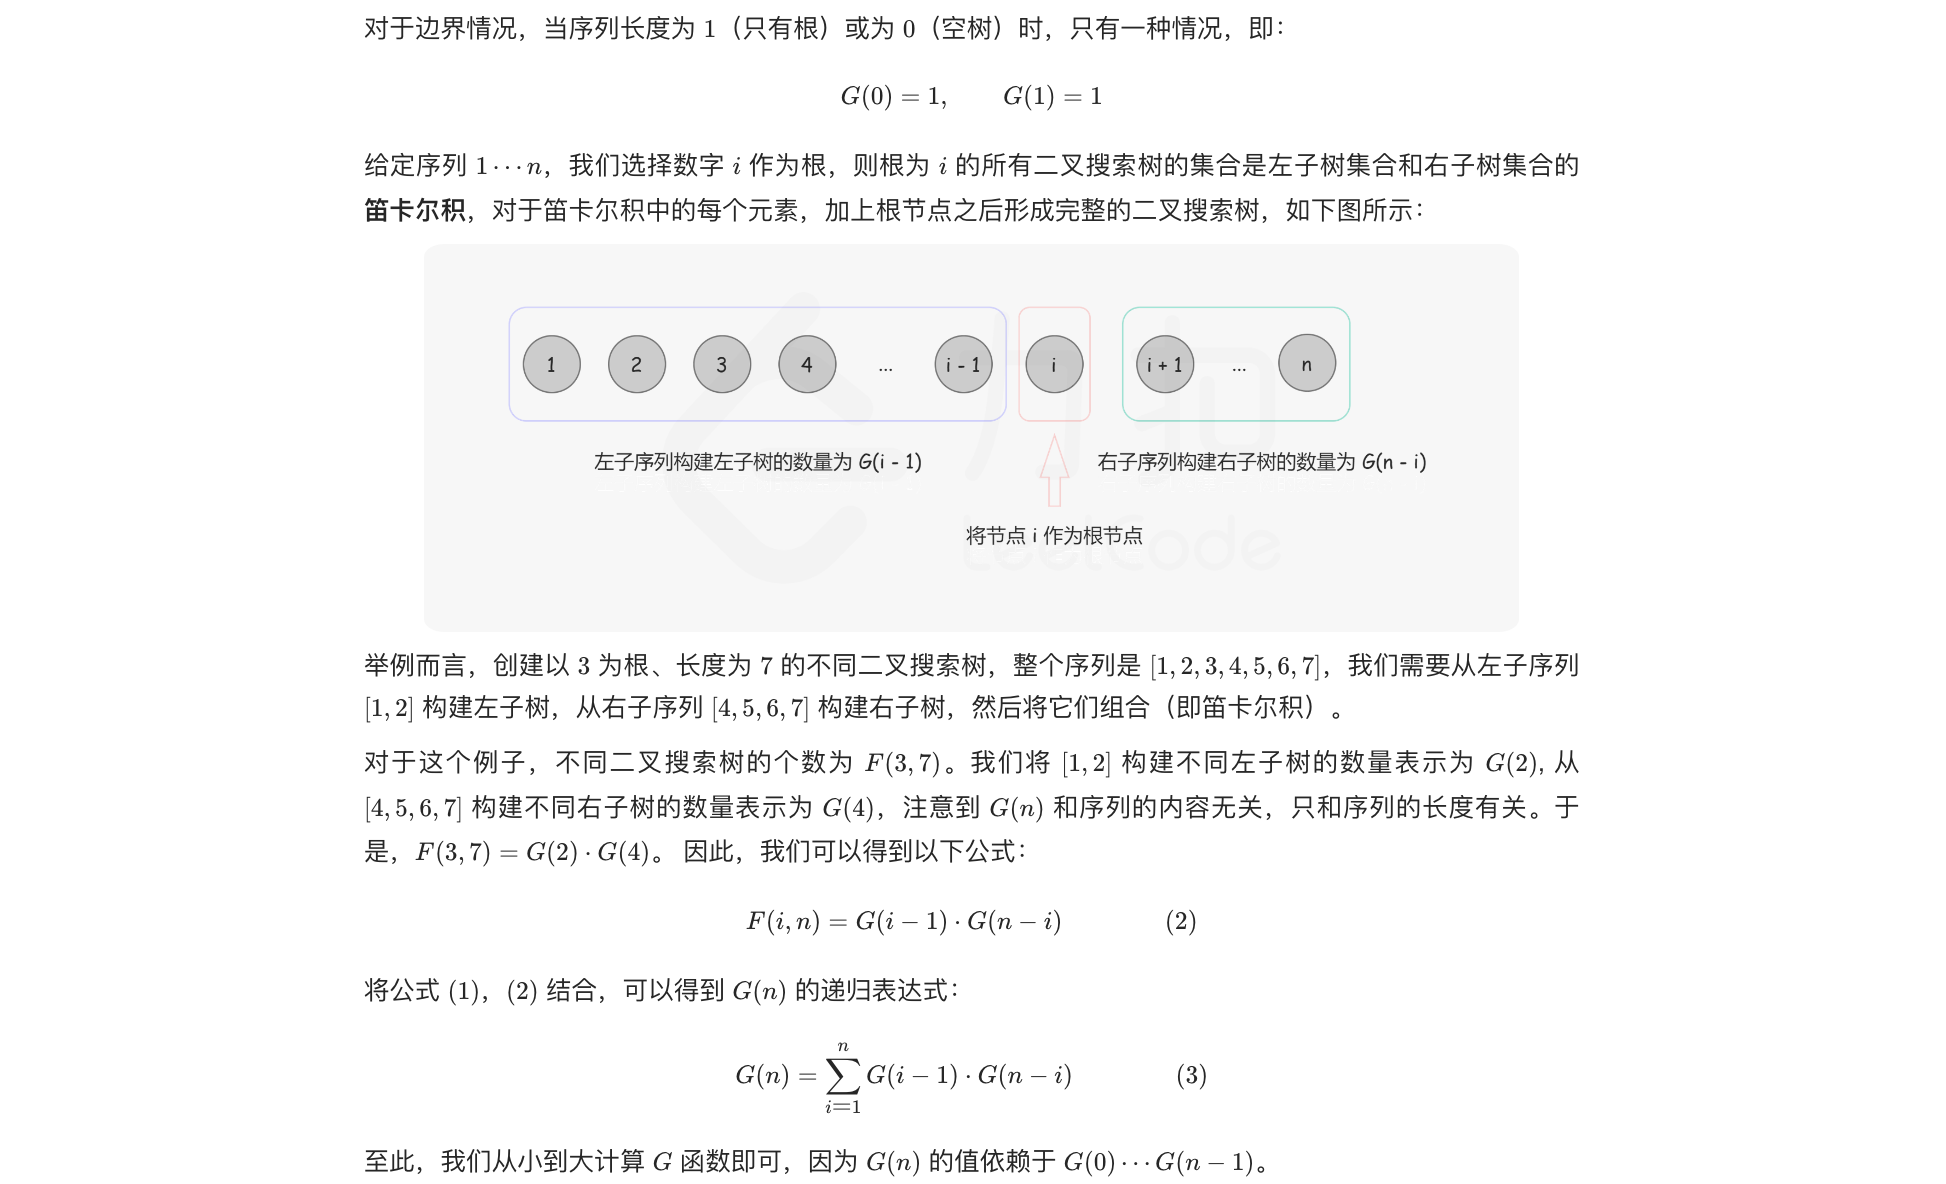 对于边界情况，当序列长度为 1（只有根）或为 0（空树）时，只有一种情况，即：
G(0) = 1, G(1) = 1
给定序列 1⋯n，我们选择数字 i 作为根，则根为 i 的所有二叉搜索树的集合是左子树集合和右子树集合的
笛卡尔积，对于笛卡尔积中的每个元素，加上根节点之后形成完整的二叉搜索树，如下图所示：
1 2 3 4 ... i - 1 i i + 1 ... n
左子序列构建左子树的数量为 G(i - 1) 右子序列构建右子树的数量为 G(n - i)
将节点 i 作为根节点
力扣
LeetCode
举例而言，创建以 3 为根、长度为 7 的不同二叉搜索树，整个序列是 [1, 2, 3, 4, 5, 6, 7]，我们需要从左子序列
[1, 2] 构建左子树，从右子序列 [4, 5, 6, 7] 构建右子树，然后将它们组合（即笛卡尔积）。
对于这个例子，不同二叉搜索树的个数为 F(3, 7)。我们将 [1, 2] 构建不同左子树的数量表示为 G(2), 从
[4, 5, 6, 7] 构建不同右子树的数量表示为 G(4)，注意到 G(n) 和序列的内容无关，只和序列的长度有关。于
是，F(3, 7) = G(2) · G(4)。 因此，我们可以得到以下公式：
F(i, n) = G(i − 1) · G(n − i) (2)
将公式 (1)，(2) 结合，可以得到 G(n) 的递归表达式：
G(n) = ∑_{i=1}^{n} G(i − 1) · G(n − i) (3)
至此，我们从小到大计算 G 函数即可，因为 G(n) 的值依赖于 G(0)⋯G(n − 1)。